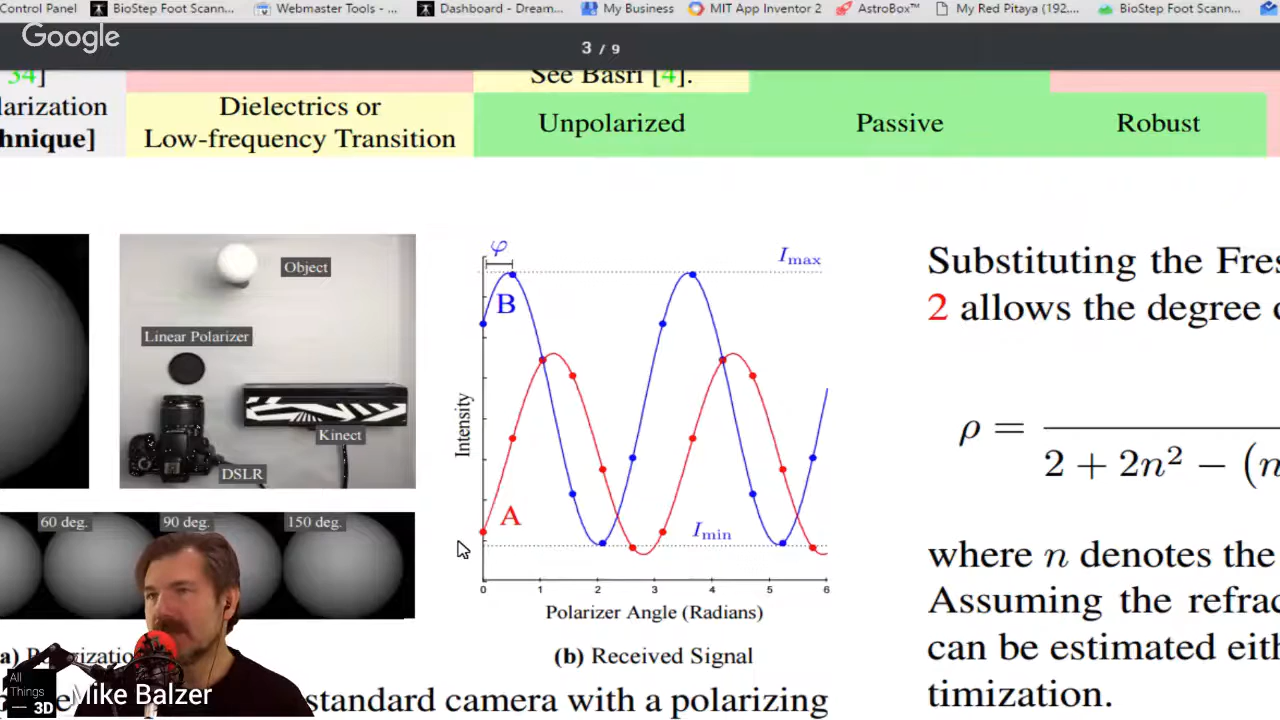 Control Panel
BioStep Foot Scann...
Webmaster Tools - ...
Dashboard - Dream...
My Business
MIT App Inventor 2
AstroBox™
My Red Pitaya (192....
BioStep Foot Scann...
Google
3 / 9
34]
See Basri [4].
larization
hnique]
Dielectrics or
Low-frequency Transition
Unpolarized
Passive
Robust
Object
Linear Polarizer
Kinect
DSLR
60 deg.
90 deg.
150 deg.
φ
B
A
Imax
Imin
Intensity
0 1 2 3 4 5 6
Polarizer Angle (Radians)
(b) Received Signal
Substituting the Fres
2 allows the degree o
ρ =
2 + 2n² − (n
where n denotes the
Assuming the refrac
can be estimated eith
timization.
standard camera with a polarizing
All
Things
— 3D
Mike Balzer